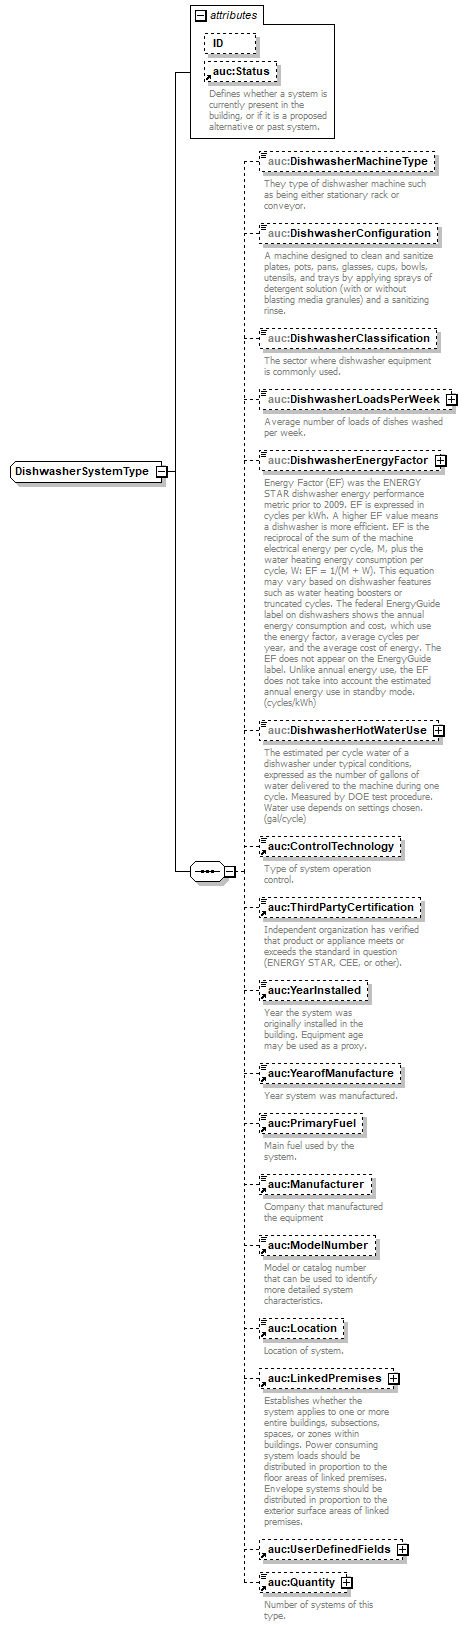 attributes
ID
auc:Status
Defines whether a system is
currently present in the
building, or if it is a proposed
alternative or past system.
auc:DishwasherMachineType
They type of dishwasher machine such
as being either stationary rack or
conveyor.
auc:DishwasherConfiguration
A machine designed to clean and sanitize
plates, pots, pans, glasses, cups, bowls,
utensils, and trays by applying sprays of
detergent solution (with or without
blasting media granules) and a sanitizing
rinse.
auc:DishwasherClassification
The sector where dishwasher equipment
is commonly used.
auc:DishwasherLoadsPerWeek
Average number of loads of dishes washed
per week.
auc:DishwasherEnergyFactor
DishwasherSystemType
Energy Factor (EF) was the ENERGY
STAR dishwasher energy performance
metric prior to 2009. EF is expressed in
cycles per kWh. A higher EF value means
a dishwasher is more efficient. EF is the
reciprocal of the sum of the machine
electrical energy per cycle, M, plus the
water heating energy consumption per
cycle, W: EF = 1/(M + W). This equation
may vary based on dishwasher features
such as water heating boosters or
truncated cycles. The federal EnergyGuide
label on dishwashers shows the annual
energy consumption and cost, which use
the energy factor, average cycles per
year, and the average cost of energy. The
EF does not appear on the EnergyGuide
label. Unlike annual energy use, the EF
does not take into account the estimated
annual energy use in standby mode.
(cycles/kWh)
auc:DishwasherHotWaterUse
The estimated per cycle water of a
dishwasher under typical conditions,
expressed as the number of gallons of
water delivered to the machine during one
cycle. Measured by DOE test procedure.
Water use depends on settings chosen.
(gal/cycle)
auc:ControlTechnology
Type of system operation
control.
auc:ThirdPartyCertification
Independent organization has verified
that product or appliance meets or
exceeds the standard in question
(ENERGY STAR, CEE, or other).
auc:YearInstalled
Year the system was
originally installed in the
building. Equipment age
may be used as a proxy.
auc:YearofManufacture
Year system was manufactured.
auc:PrimaryFuel
Main fuel used by the
system.
auc:Manufacturer
Company that manufactured
the equipment
auc:ModelNumber
Model or catalog number
that can be used to identify
more detailed system
characteristics.
auc:Location
Location of system.
auc:LinkedPremises
Establishes whether the
system applies to one or more
entire buildings, subsections,
spaces, or zones within
buildings. Power consuming
system loads should be
distributed in proportion to the
floor areas of linked premises.
Envelope systems should be
distributed in proportion to the
exterior surface areas of linked
premises.
auc:UserDefinedFields
auc:Quantity
Number of systems of this
type.